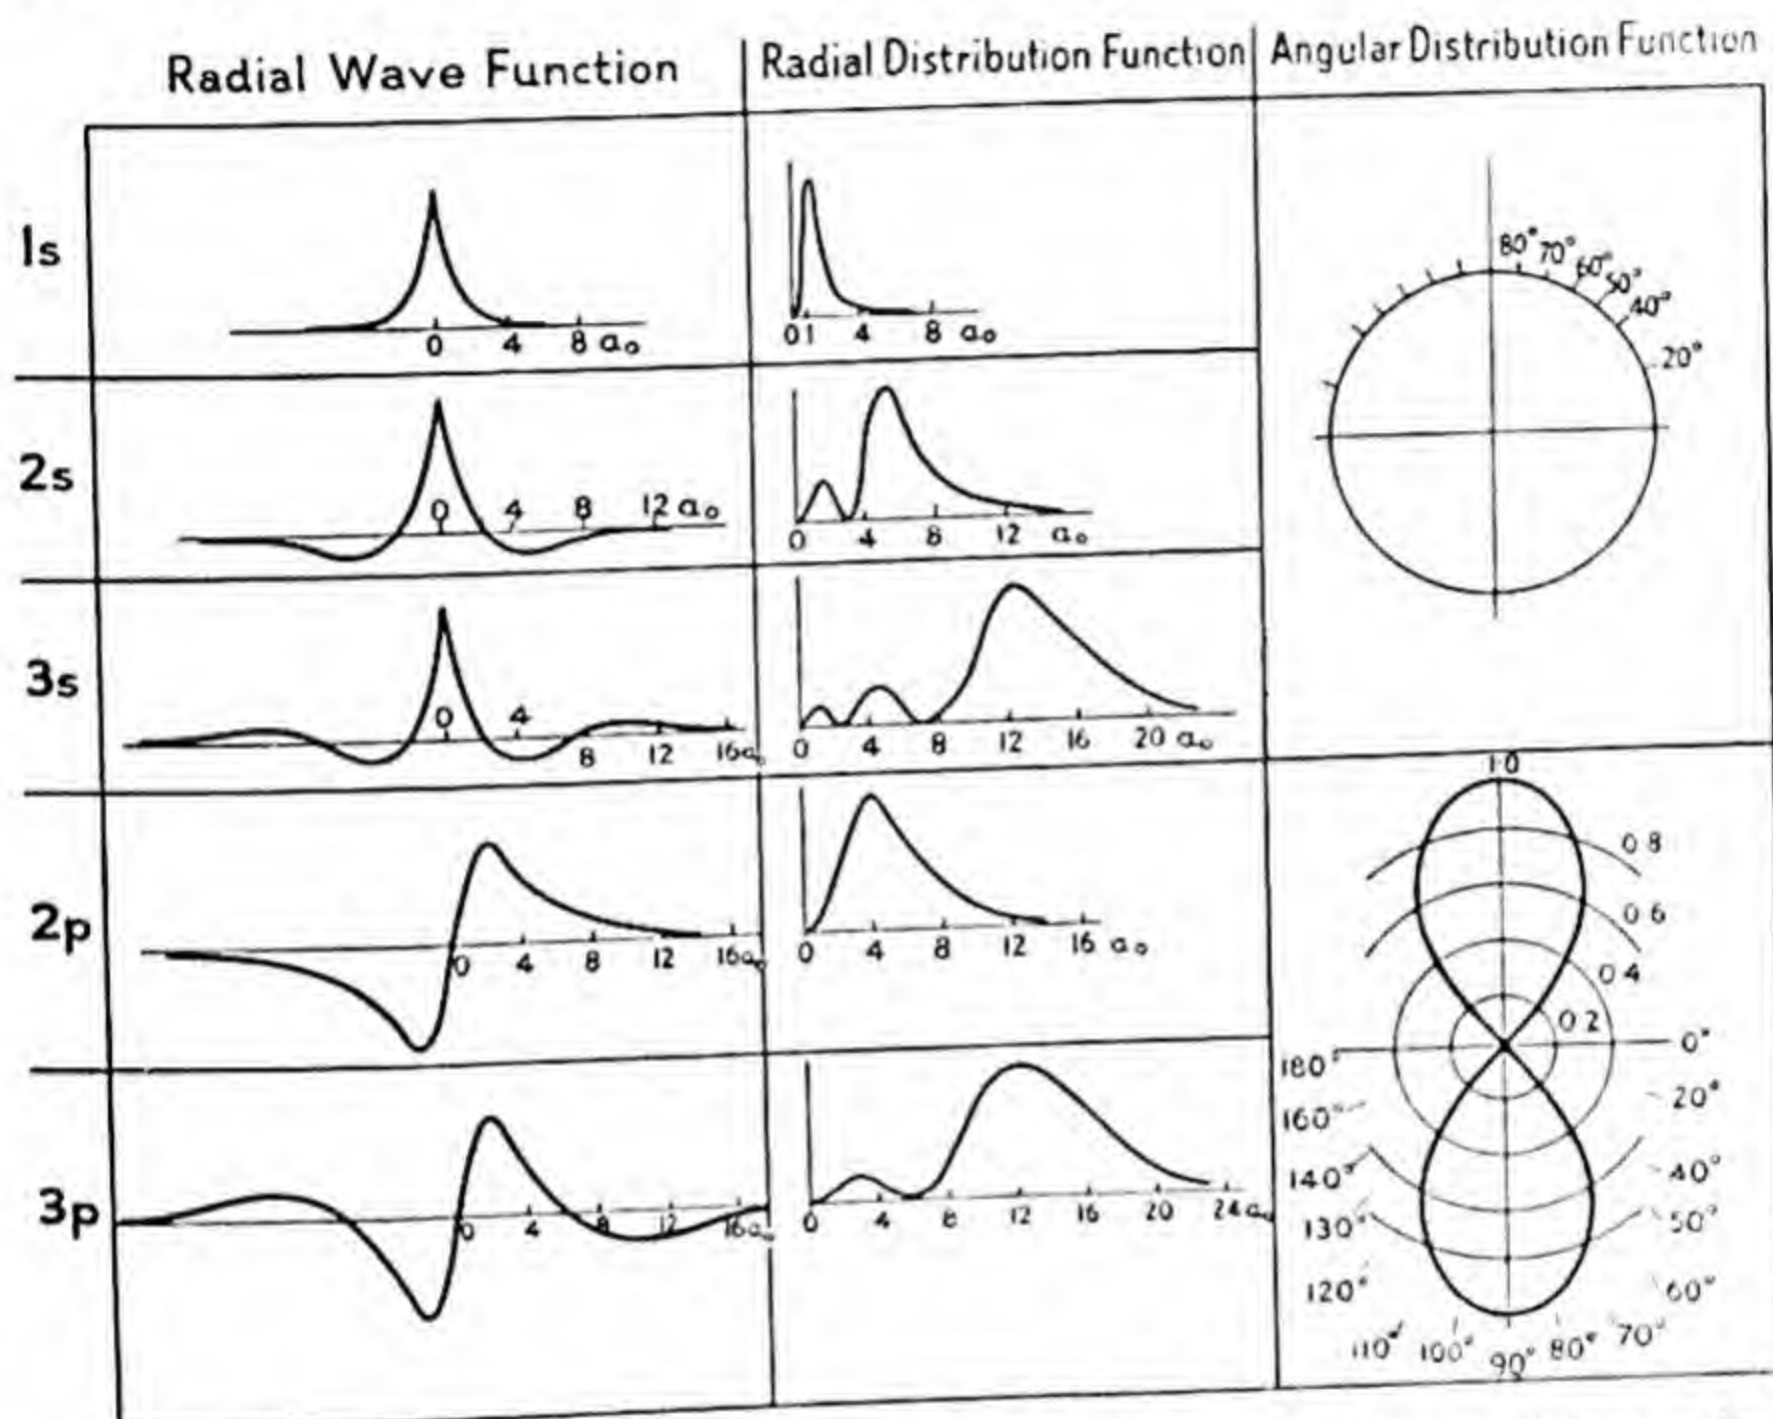 Radial Wave Function
Radial Distribution Function
Angular Distribution Function
1s
0 4 8 a₀
0 1 4 8 a₀
80° 70° 60° 50° 40° 20°
2s
0 4 8 12 a₀
0 4 8 12 a₀
3s
0 4 8 12 16a₀
0 4 8 12 16 20 a₀
2p
0 4 8 12 16a₀
0 4 8 12 16 a₀
3p
0 4 8 12 16a₀
0 4 8 12 16 20 24 a₀
1.0
0.8
0.6
0.4
0.2
180° 0°
160° 20°
140° 40°
130° 50°
120° 60°
110° 100° 90° 80° 70°